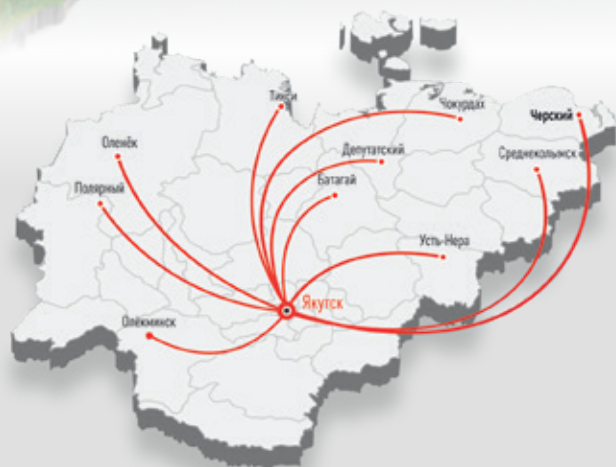 Тикси
Чокурдах
Черский
Оленёк
Депутатский
Среднеколымск
Полярный
Батагай
Усть-Нера
Якутск
Олёкминск